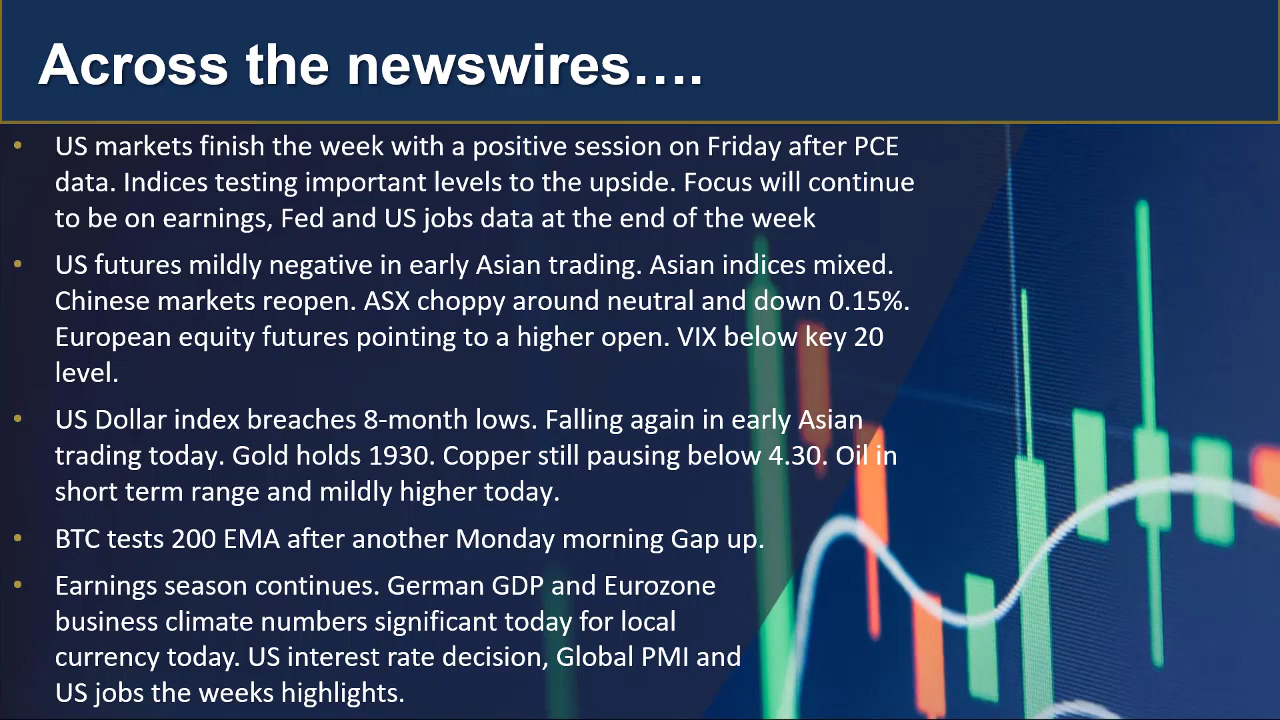 Across the newswires….
• US markets finish the week with a positive session on Friday after PCE
data. Indices testing important levels to the upside. Focus will continue
to be on earnings, Fed and US jobs data at the end of the week
• US futures mildly negative in early Asian trading. Asian indices mixed.
Chinese markets reopen. ASX choppy around neutral and down 0.15%.
European equity futures pointing to a higher open. VIX below key 20
level.
• US Dollar index breaches 8-month lows. Falling again in early Asian
trading today. Gold holds 1930. Copper still pausing below 4.30. Oil in
short term range and mildly higher today.
• BTC tests 200 EMA after another Monday morning Gap up.
• Earnings season continues. German GDP and Eurozone
business climate numbers significant today for local
currency today. US interest rate decision, Global PMI and
US jobs the weeks highlights.